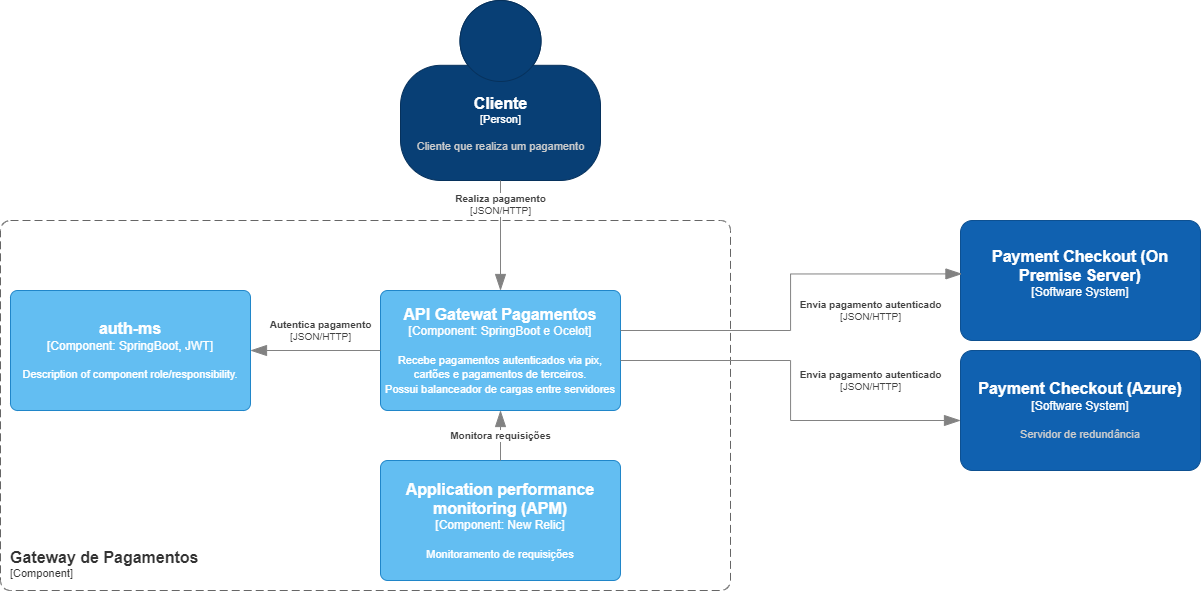 Cliente
[Person]
Cliente que realiza um pagamento
Realiza pagamento
[JSON/HTTP]
auth-ms
[Component: SpringBoot, JWT]
Description of component role/responsibility.
Autentica pagamento
[JSON/HTTP]
API Gatewat Pagamentos
[Component: SpringBoot e Ocelot]
Recebe pagamentos autenticados via pix,
cartões e pagamentos de terceiros.
Possui balanceador de cargas entre servidores
Envia pagamento autenticado
[JSON/HTTP]
Payment Checkout (On
Premise Server)
[Software System]
Envia pagamento autenticado
[JSON/HTTP]
Payment Checkout (Azure)
[Software System]
Servidor de redundância
Monitora requisições
Application performance
monitoring (APM)
[Component: New Relic]
Monitoramento de requisições
Gateway de Pagamentos
[Component]